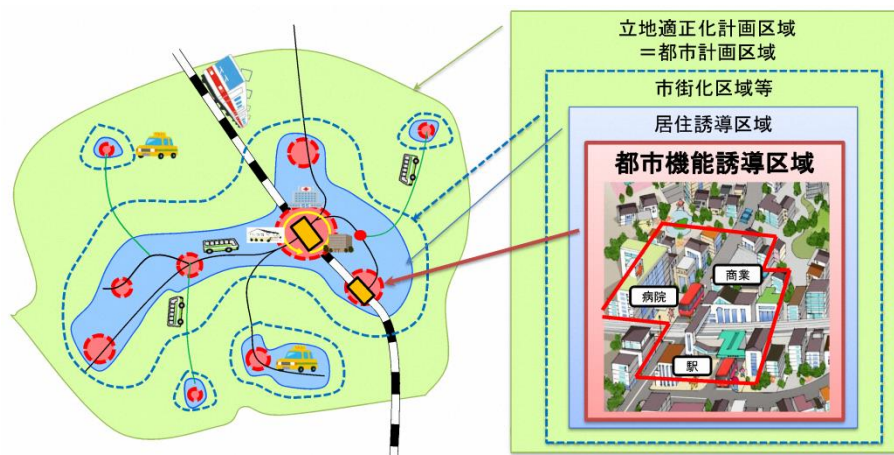 立地適正化計画区域
＝都市計画区域
市街化区域等
居住誘導区域
都市機能誘導区域
商業
病院
駅